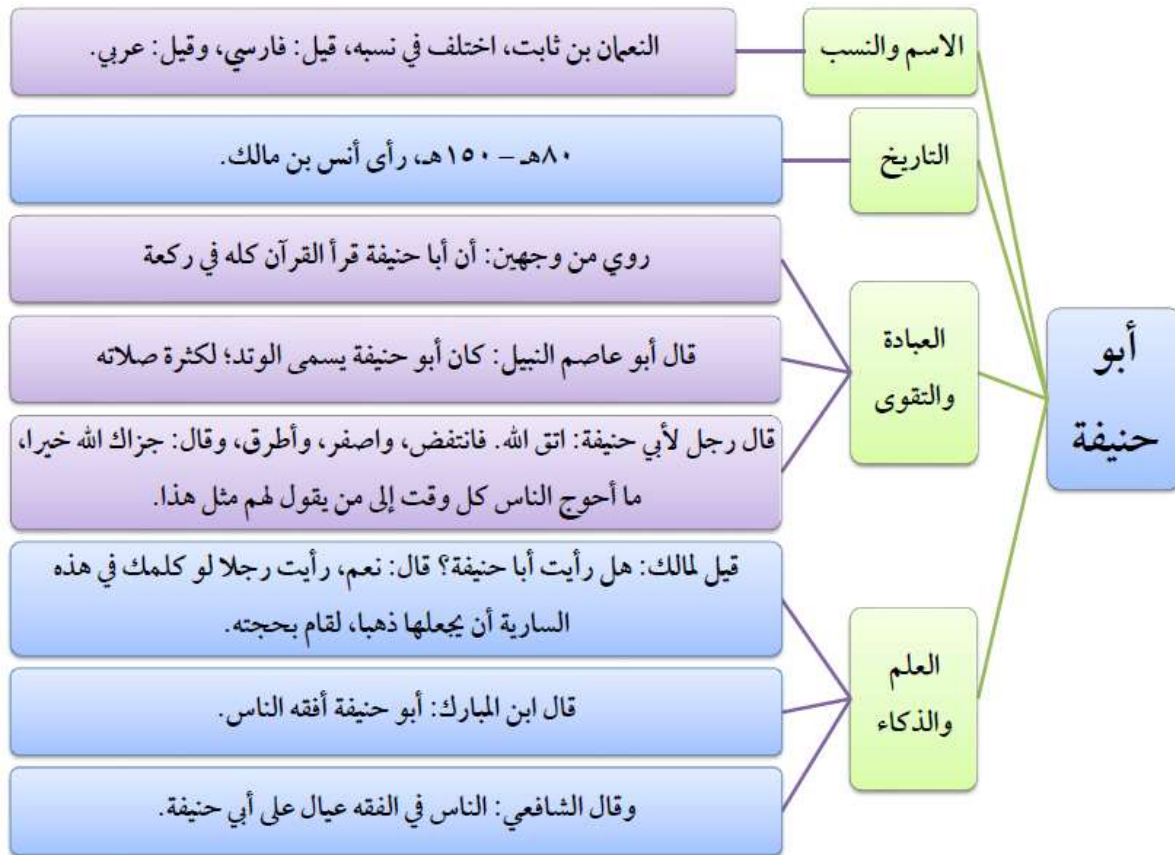 أبو
حنيفة
الاسم والنسب
النعمان بن ثابت، اختلف في نسبه، قيل: فارسي، وقيل: عربي.
التاريخ
٨٠هـ – ١٥٠هـ، رأى أنس بن مالك.
العبادة
والتقوى
روي من وجهين: أن أبا حنيفة قرأ القرآن كله في ركعة
قال أبو عاصم النبيل: كان أبو حنيفة يسمى الوتد؛ لكثرة صلاته
قال رجل لأبي حنيفة: اتق الله. فانتفض، واصفر، وأطرق، وقال: جزاك الله خيرا،
ما أحوج الناس كل وقت إلى من يقول لهم مثل هذا.
العلم
والذكاء
قيل لمالك: هل رأيت أبا حنيفة؟ قال: نعم، رأيت رجلا لو كلمك في هذه
السارية أن يجعلها ذهبا، لقام بحجته.
قال ابن المبارك: أبو حنيفة أفقه الناس.
وقال الشافعي: الناس في الفقه عيال على أبي حنيفة.